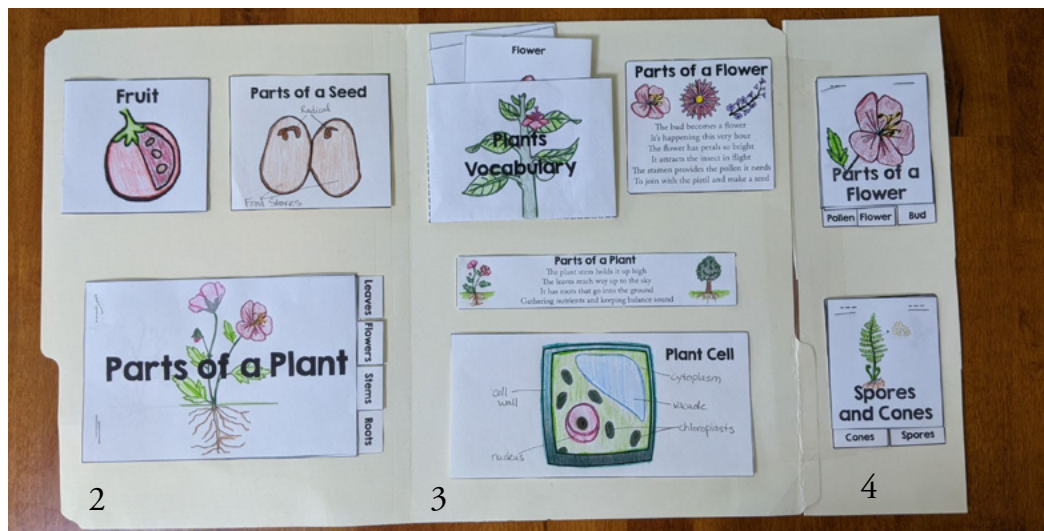 Fruit
Parts of a Seed
Radical
Food Stores
Parts of a Plant
Leaves
Flowers
Stems
Roots
2
Flower
Plants
Vocabulary
Parts of a Flower
The bud becomes a flower
It's happening this very hour
The flower has petals so bright
It attracts the insect in flight
The stamen provides the pollen it needs
To join with the pistil and make a seed
Parts of a Plant
The plant stem holds it up high
The leaves reach way up to the sky
It has roots that go into the ground
Gathering nutrients and keeping balance sound
Plant Cell
cytoplasm
cell
wall
vacuole
chloroplasts
nucleus
3
Parts of a
Flower
Pollen Flower Bud
Spores
and Cones
Cones Spores
4